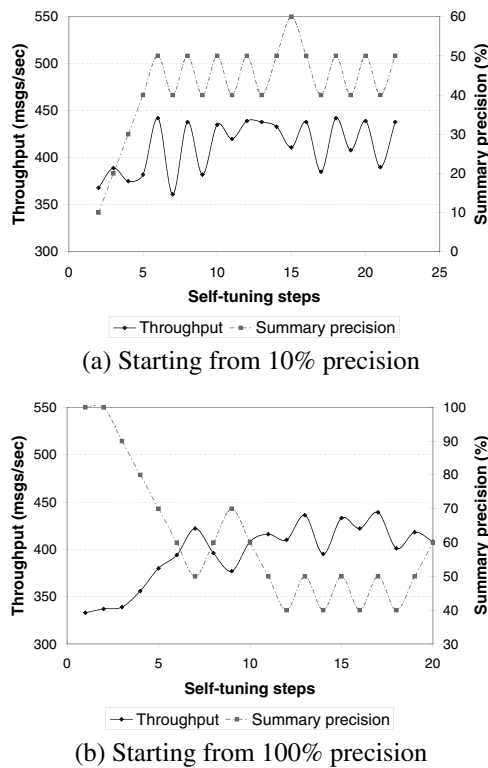 550
500
450
400
350
300
Throughput (msgs/sec)
60
50
40
30
20
10
0
Summary precision (%)
0 5 10 15 20 25
Self-tuning steps
Throughput Summary precision
(a) Starting from 10% precision
550
500
450
400
350
300
Throughput (msgs/sec)
100
90
80
70
60
50
40
30
Summary precision (%)
0 5 10 15 20
Self-tuning steps
Throughput Summary precision
(b) Starting from 100% precision